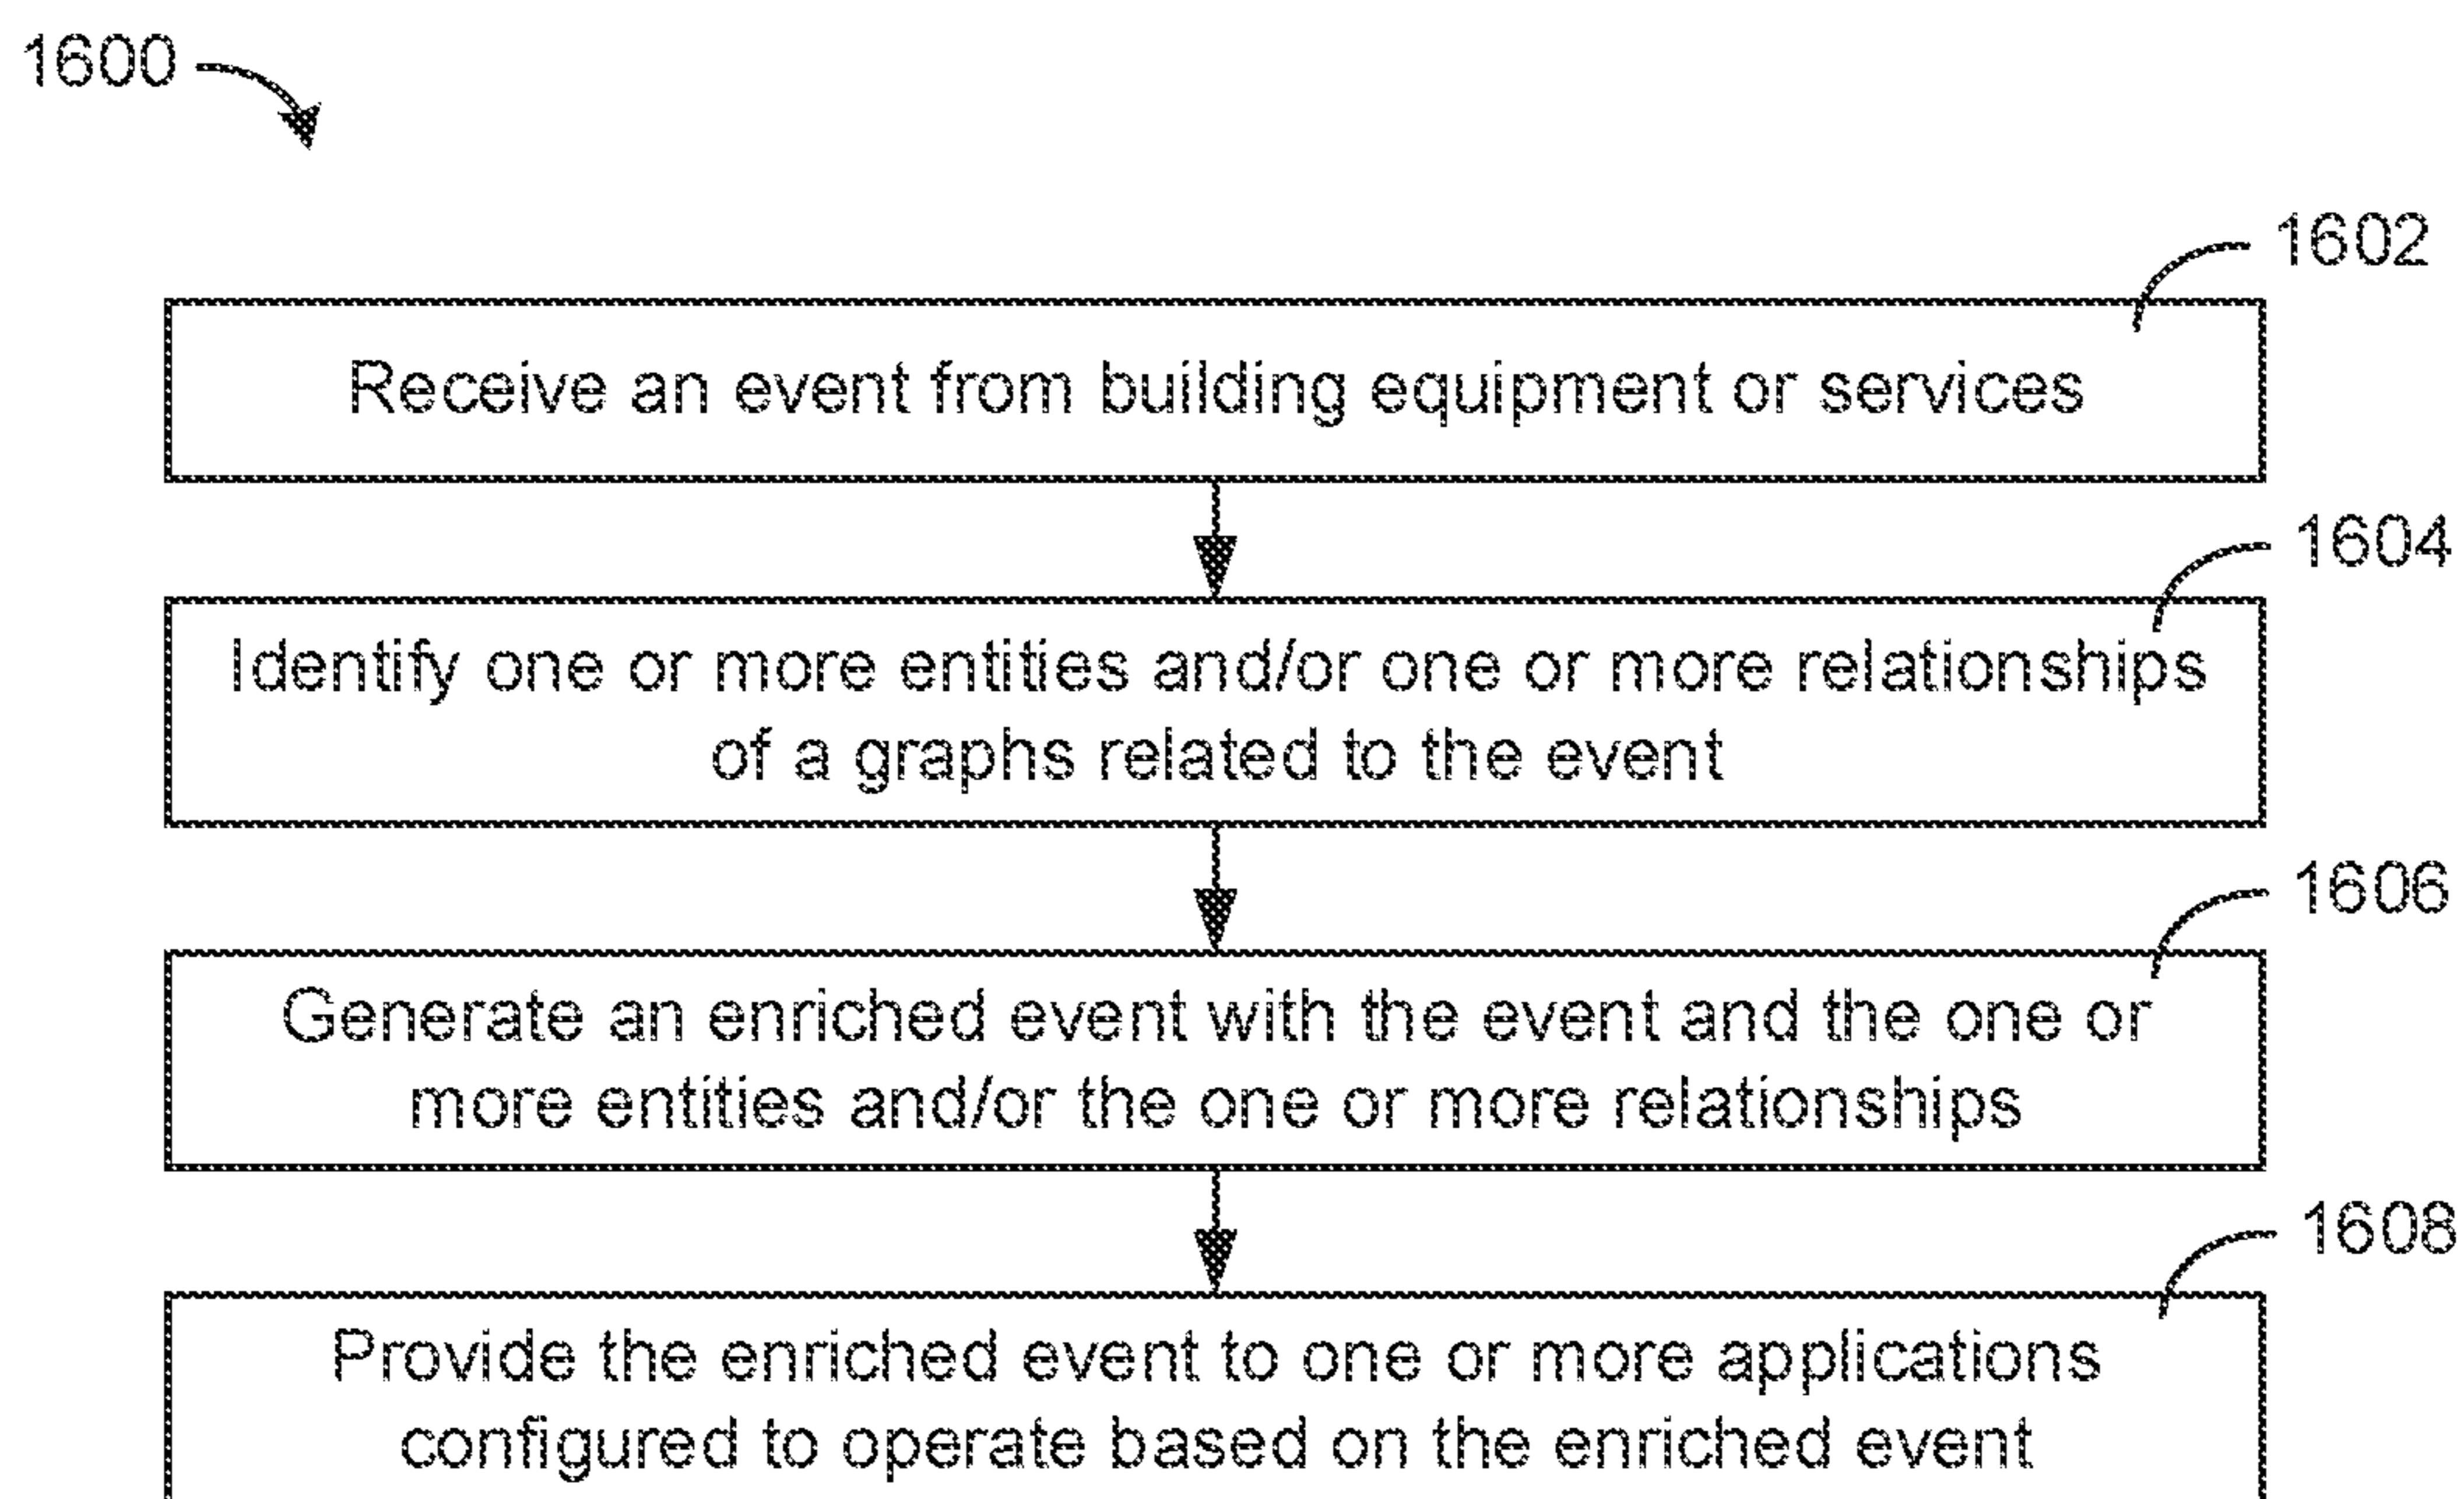 1600
1602
Receive an event from building equipment or services
1604
Identify one or more entities and/or one or more relationships
of a graphs related to the event
1606
Generate an enriched event with the event and the one or
more entities and/or the one or more relationships
1608
Provide the enriched event to one or more applications
configured to operate based on the enriched event